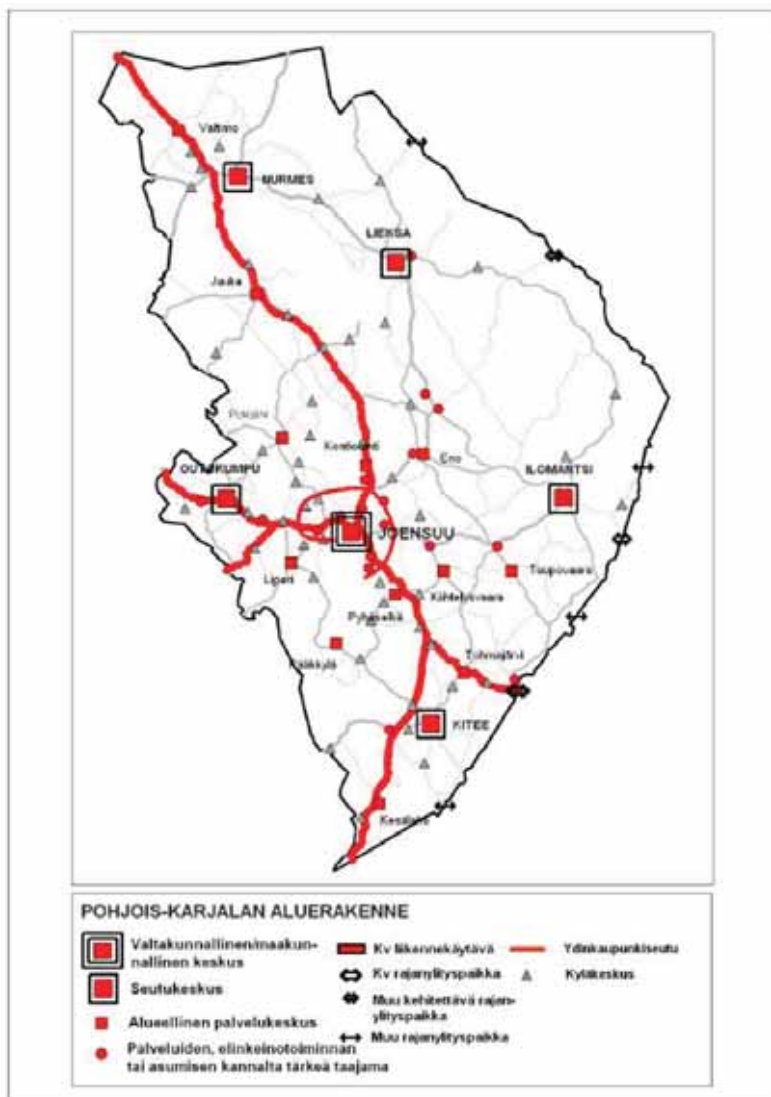 Valtimo
NURMES
LIEKSA
Juuka
Polvijärvi
Kontiolahti
Eno
OUTOKUMPU
ILOMANTSI
JOENSUU
Liperi
Tuupovaara
Kiihtelysvaara
Pyhäselkä
Rääkkylä
Tohmajärvi
KITEE
Kesälahti
POHJOIS-KARJALAN ALUERAKENNE
Valtakunnallinen/maakun-
nallinen keskus
Seutukeskus
Alueellinen palvelukeskus
Palveluiden, elinkeinotoiminnan
tai asumisen kannalta tärkeä taajama
Kv liikennekäytävä
Kv rajanylityspaikka
Muu kehitettävä rajan-
ylityspaikka
Muu rajanylityspaikka
Ydinkaupunkiseutu
Kyläkeskus